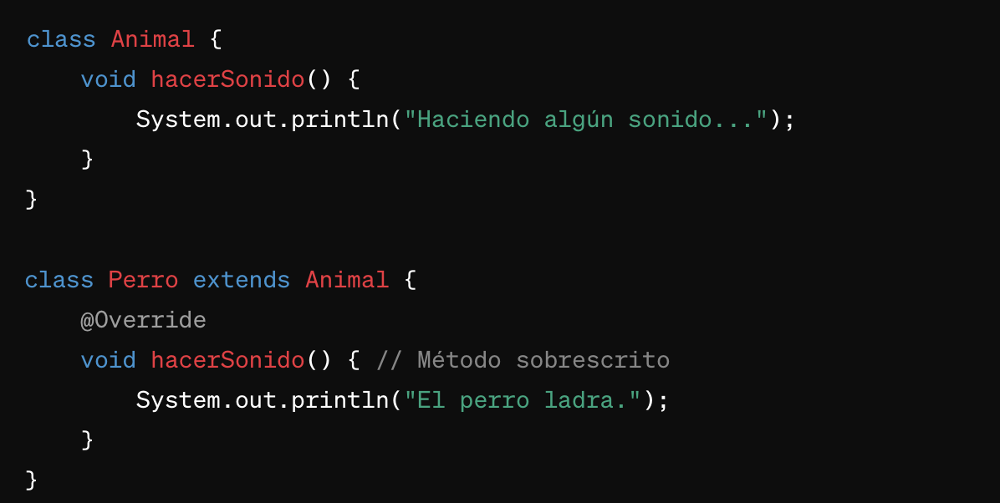 class Animal {
    void hacerSonido() {
        System.out.println("Haciendo algún sonido...");
    }
}

class Perro extends Animal {
    @Override
    void hacerSonido() { // Método sobrescrito
        System.out.println("El perro ladra.");
    }
}